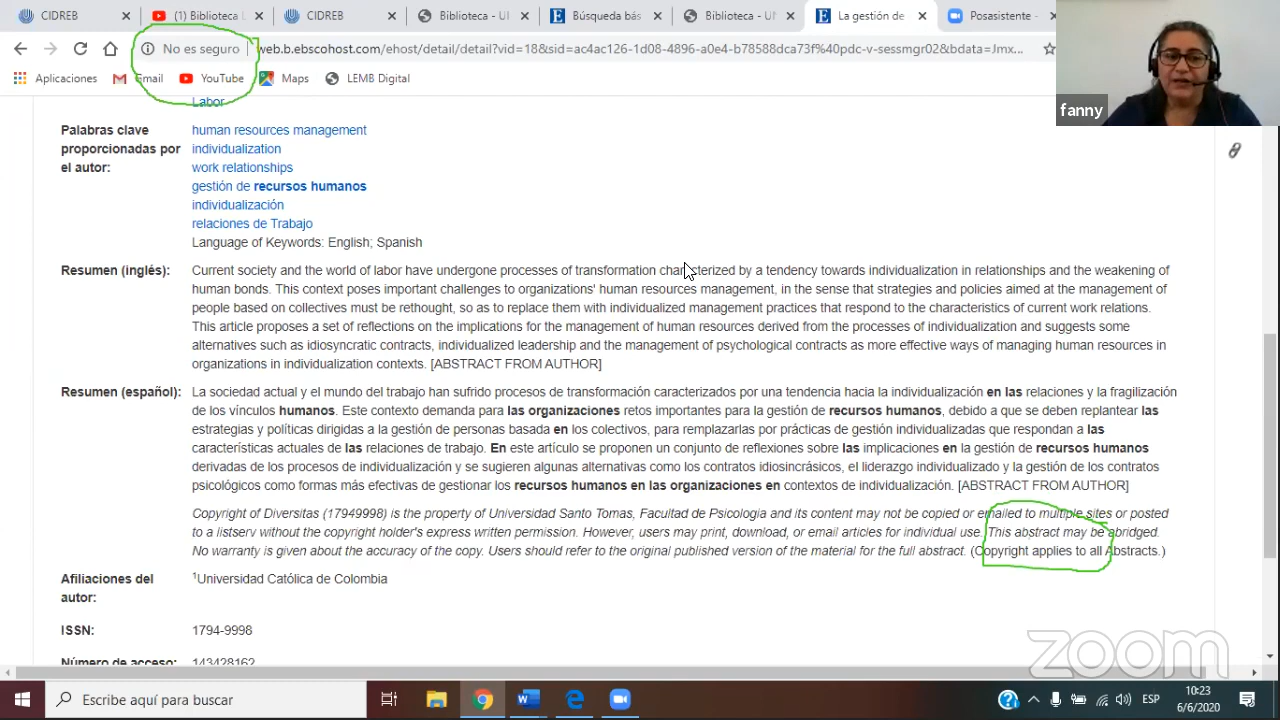 CIDREB
(1) Biblioteca
CIDREB
Biblioteca - U
Búsqueda bás
Biblioteca - U
La gestión de
Posasistente -
No es seguro
web.b.ebscohost.com/ehost/detail/detail?vid=18&sid=ac4ac126-1d08-4896-a0e4-b78588dca73f%40pdc-v-sessmgr02&bdata=Jmx...
Aplicaciones
Gmail
YouTube
Maps
LEMB Digital
fanny
Labor
Palabras clave proporcionadas por el autor:
human resources management
individualization
work relationships
gestión de recursos humanos
individualización
relaciones de Trabajo
Language of Keywords: English; Spanish
Resumen (inglés):
Current society and the world of labor have undergone processes of transformation characterized by a tendency towards individualization in relationships and the weakening of
human bonds. This context poses important challenges to organizations' human resources management, in the sense that strategies and policies aimed at the management of
people based on collectives must be rethought, so as to replace them with individualized management practices that respond to the characteristics of current work relations.
This article proposes a set of reflections on the implications for the management of human resources derived from the processes of individualization and suggests some
alternatives such as idiosyncratic contracts, individualized leadership and the management of psychological contracts as more effective ways of managing human resources in
organizations in individualization contexts. [ABSTRACT FROM AUTHOR]
Resumen (español):
La sociedad actual y el mundo del trabajo han sufrido procesos de transformación caracterizados por una tendencia hacia la individualización en las relaciones y la fragilización
de los vínculos humanos. Este contexto demanda para las organizaciones retos importantes para la gestión de recursos humanos, debido a que se deben replantear las
estrategias y políticas dirigidas a la gestión de personas basada en los colectivos, para remplazarlas por prácticas de gestión individualizadas que respondan a las
características actuales de las relaciones de trabajo. En este artículo se proponen un conjunto de reflexiones sobre las implicaciones en la gestión de recursos humanos
derivadas de los procesos de individualización y se sugieren algunas alternativas como los contratos idiosincrásicos, el liderazgo individualizado y la gestión de los contratos
psicológicos como formas más efectivas de gestionar los recursos humanos en las organizaciones en contextos de individualización. [ABSTRACT FROM AUTHOR]
Copyright of Diversitas (17949998) is the property of Universidad Santo Tomas, Facultad de Psicologia and its content may not be copied or emailed to multiple sites or posted
to a listserv without the copyright holder's express written permission. However, users may print, download, or email articles for individual use. This abstract may be abridged.
No warranty is given about the accuracy of the copy. Users should refer to the original published version of the material for the full abstract. (Copyright applies to all Abstracts.)
Afiliaciones del autor:
1Universidad Católica de Colombia
ISSN:
1794-9998
Número de acceso:
143428162
zoom
Escribe aquí para buscar
ESP
10:23
6/6/2020